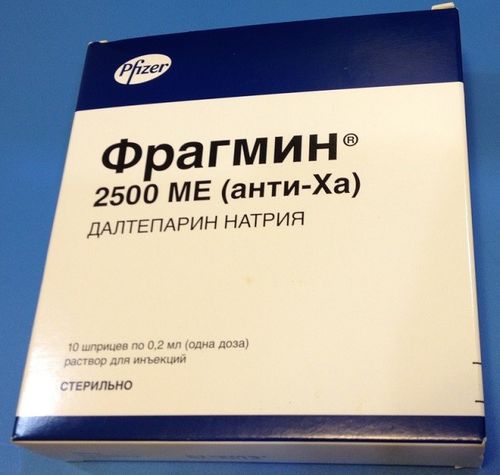 Pfizer
Фрагмин®
2500 МЕ (анти-Ха)
ДАЛТЕПАРИН НАТРИЯ
10 шприцев по 0,2 мл (одна доза)
раствор для инъекций
СТЕРИЛЬНО